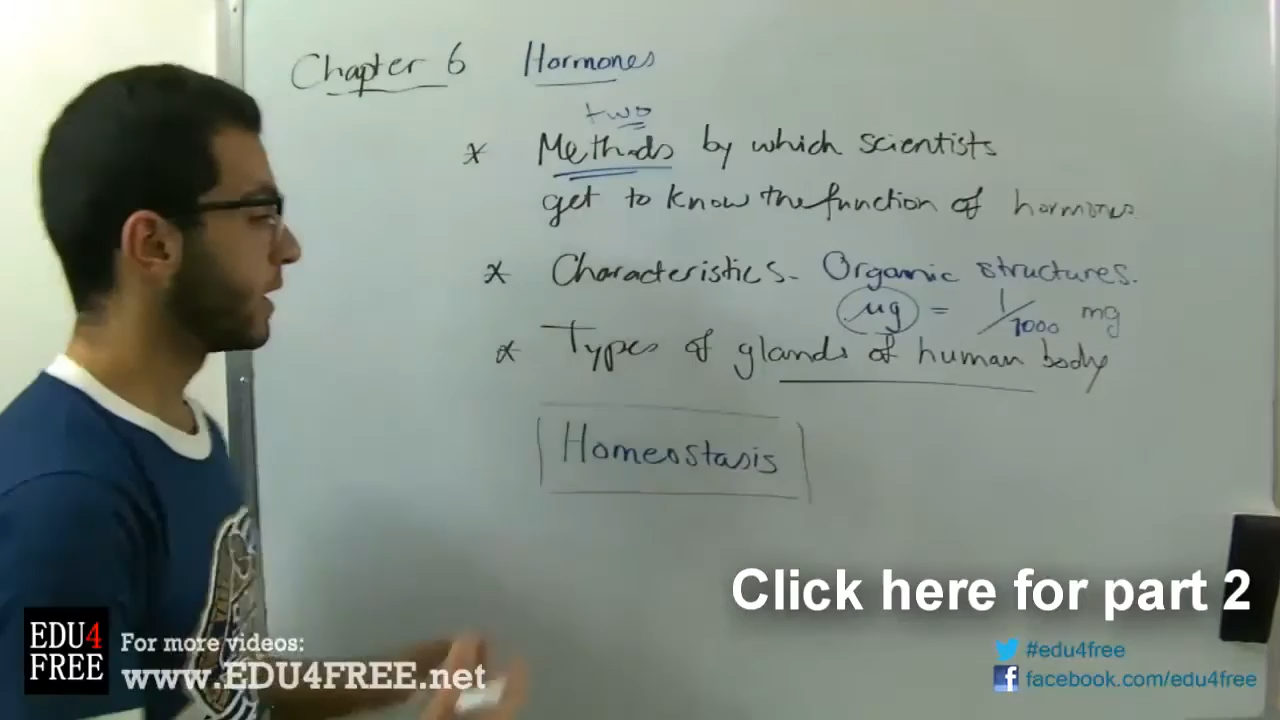 Chapter 6 Hormones
two
* Methods by which scientists
get to know the function of hormones
* Characteristics. Organic structures.
µg = 1/1000 mg
* Types of glands of human body
Homeostasis
Click here for part 2
EDU4
FREE
For more videos:
www.EDU4FREE.net
#edu4free
facebook.com/edu4free